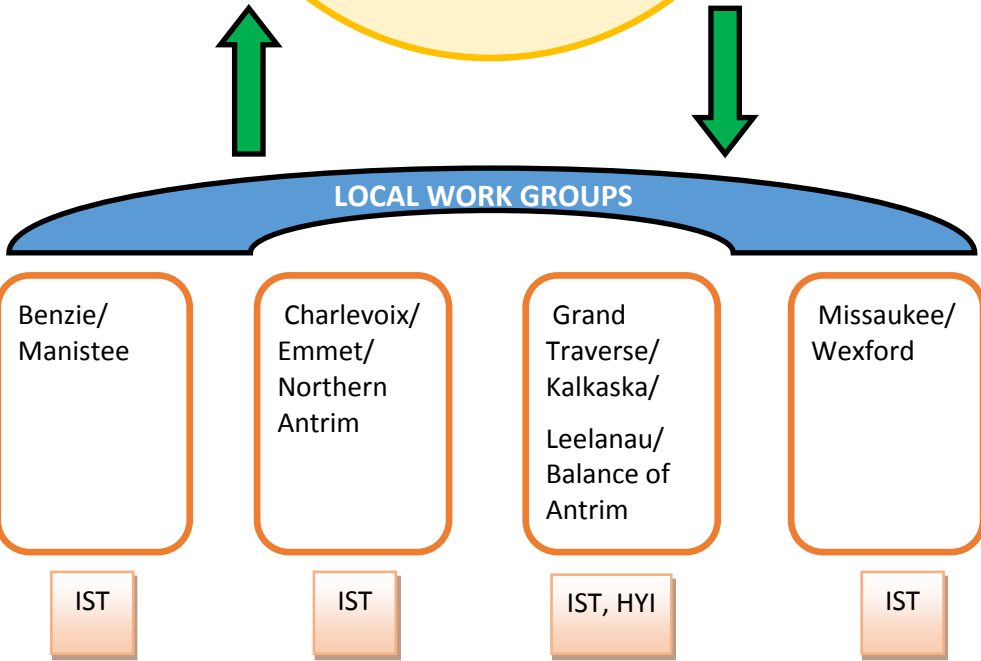 LOCAL WORK GROUPS
Benzie/
Manistee
Charlevoix/
Emmet/
Northern
Antrim
Grand
Traverse/
Kalkaska/
Leelanau/
Balance of
Antrim
Missaukee/
Wexford
IST
IST
IST, HYI
IST